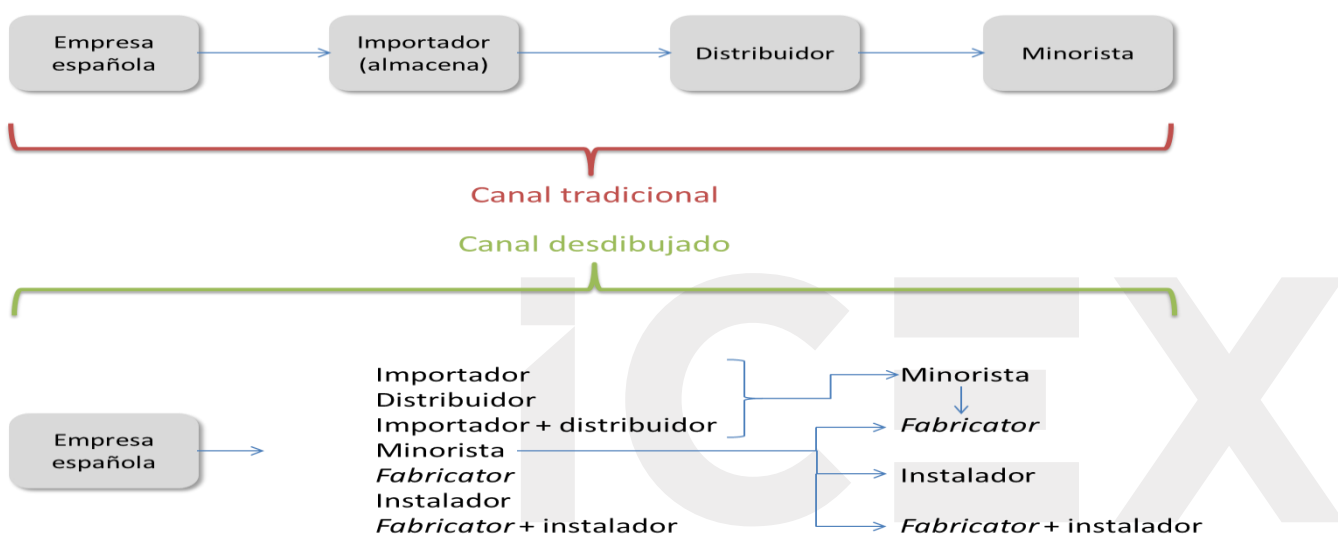 Empresa
española
Importador
(almacena)
Distribuidor
Minorista
Canal tradicional
Canal desdibujado
iCEX
Empresa
española
Importador
Distribuidor
Importador + distribuidor
Minorista
Fabricator
Instalador
Fabricator + instalador
Minorista
Fabricator
Instalador
Fabricator + instalador